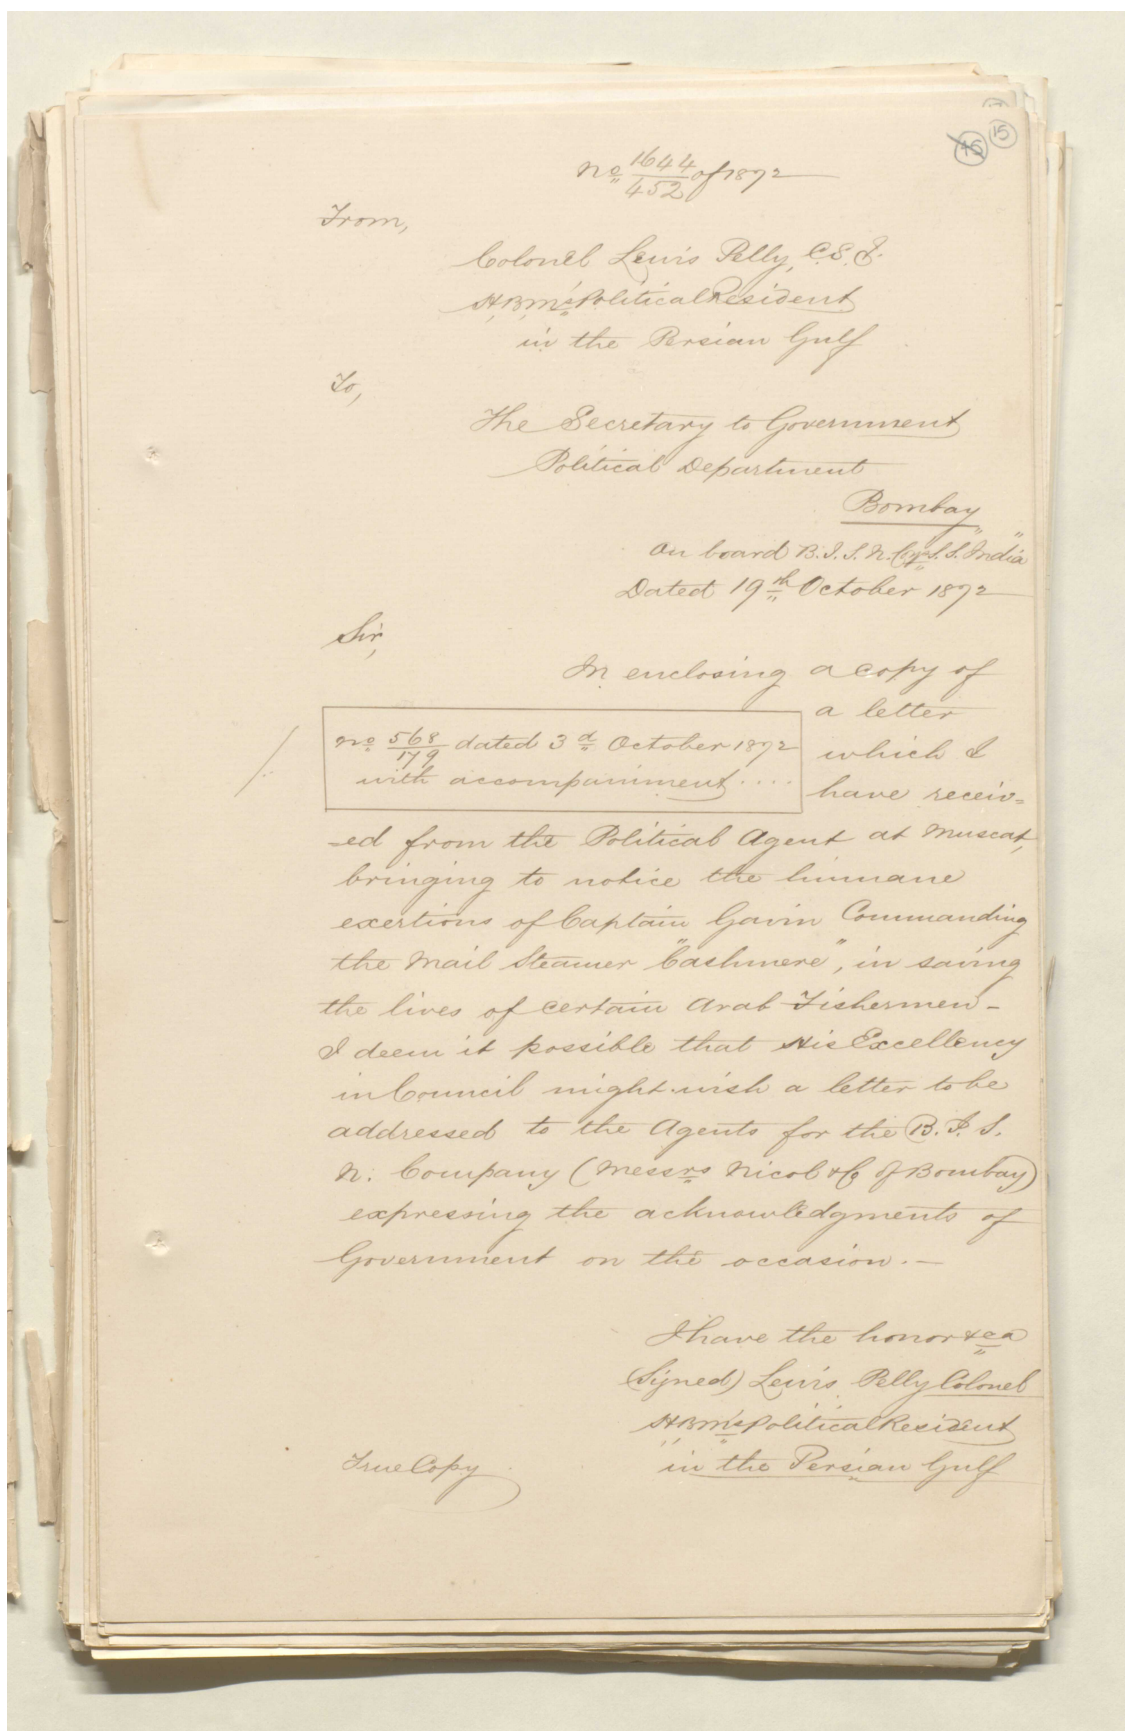 15
No 1644/452 of 1872
From,
Colonel Lewis Pelly, C.S.I.
H.B.M's Political Resident
in the Persian Gulf
To,
The Secretary to Government
Political Department
Bombay
On board B.I.S.N. Coy's S.S. "India"
Dated 19th October 1872
Sir,
In enclosing a copy of
a letter
No 568/179 dated 3d October 1872
which I
with accompaniment....
have receiv=
=ed from the Political Agent at Muscat,
bringing to notice the humane
exertions of Captain Gavin Commanding
the Mail Steamer "Cashmere", in saving
the lives of certain Arab Fishermen -
I deem it possible that His Excellency
in Council might wish a letter to be
addressed to the Agents for the B.I.S.
N. Company (Messrs Nicol & Co of Bombay)
expressing the acknowledgments of
Government on the occasion. -
I have the honor &ca
(Signed) Lewis Pelly Colonel
H.B.M's Political Resident
in the Persian Gulf
True Copy